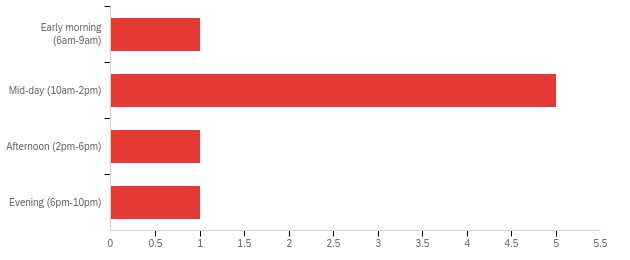 Early morning
(6am-9am)
Mid-day (10am-2pm)
Afternoon (2pm-6pm)
Evening (6pm-10pm)
0 0.5 1 1.5 2 2.5 3 3.5 4 4.5 5 5.5